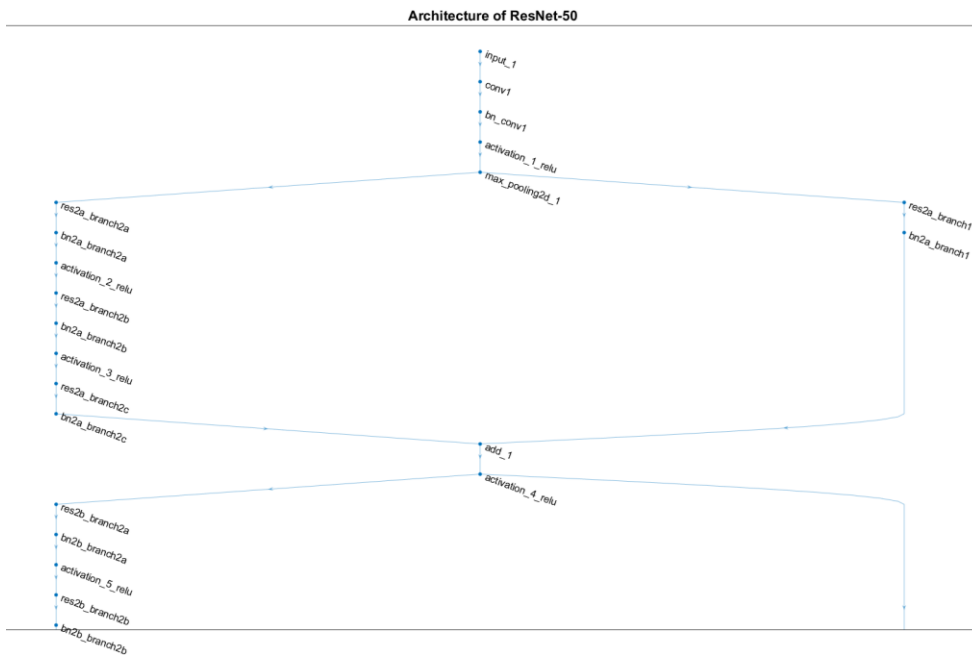 Architecture of ResNet-50
input_1
conv1
bn_conv1
activation_1_relu
max_pooling2d_1
res2a_branch2a
res2a_branch1
bn2a_branch2a
bn2a_branch1
activation_2_relu
res2a_branch2b
bn2a_branch2b
activation_3_relu
res2a_branch2c
bn2a_branch2c
add_1
activation_4_relu
res2b_branch2a
bn2b_branch2a
activation_5_relu
res2b_branch2b
bn2b_branch2b